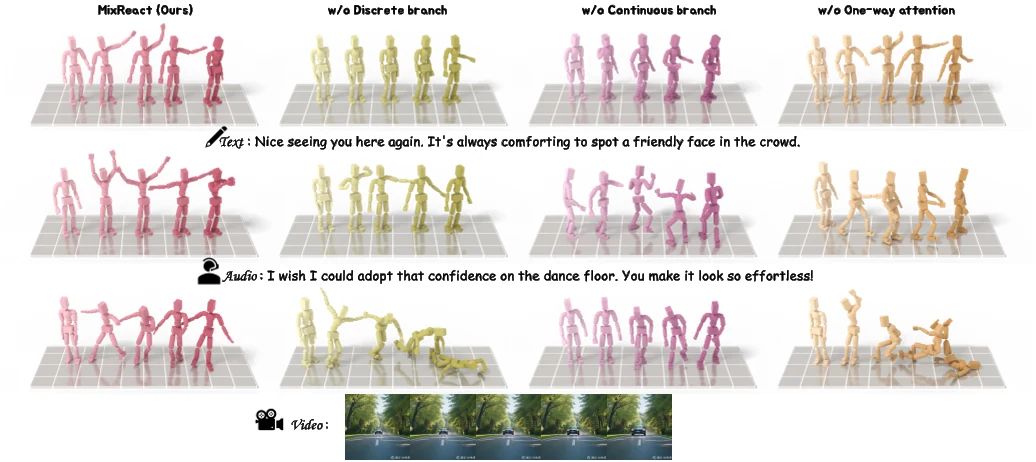 MixReact (Ours) w/o Discrete branch w/o Continuous branch w/o One-way attention
Text: Nice seeing you here again. It's always comforting to spot a friendly face in the crowd.
Audio: I wish I could adopt that confidence on the dance floor. You make it look so effortless!
Video: